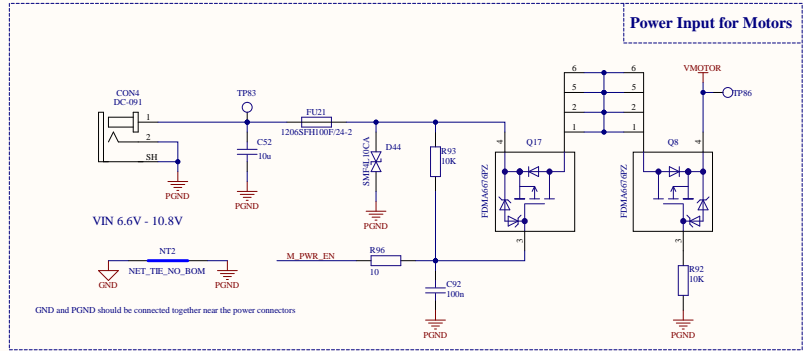 Power Input for Motors
CON4
DC-091
1
2
SH
PGND
VIN 6.6V - 10.8V
TP83
C52
10u
PGND
FU21
1206SFH100F/24-2
D44
SMF4L10CA
PGND
R93
10K
Q17
FDMA6676PZ
4
3
6
5
2
1
6
5
2
1
Q8
FDMA6676PZ
4
3
VMOTOR
TP86
R92
10K
PGND
NT2
NET_TIE_NO_BOM
GND
PGND
M_PWR_EN
R96
10
C92
100n
PGND
GND and PGND should be connected together near the power connectors